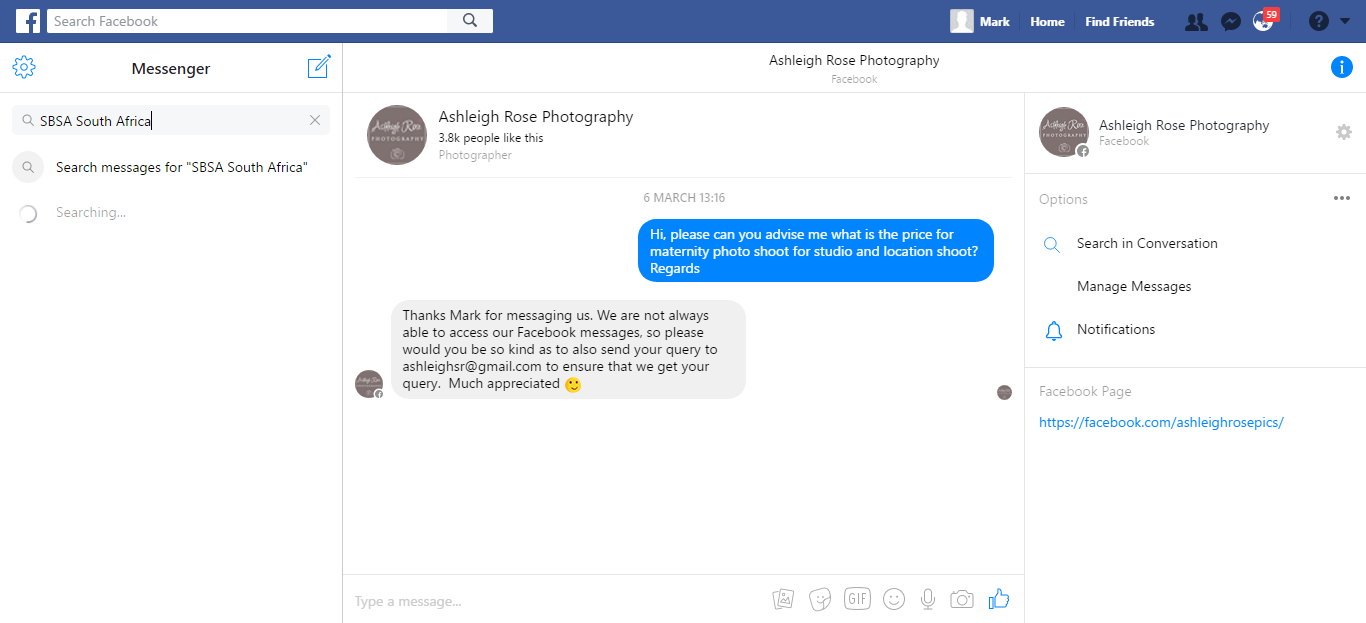 Search Facebook
Mark
Home
Find Friends
59
Messenger
Ashleigh Rose Photography
Facebook
SBSA South Africa
Search messages for "SBSA South Africa"
Searching...
Ashleigh Rose
PHOTOGRAPHY
Ashleigh Rose Photography
3.8k people like this
Photographer
6 MARCH 13:16
Hi, please can you advise me what is the price for
maternity photo shoot for studio and location shoot?
Regards
Thanks Mark for messaging us. We are not always
able to access our Facebook messages, so please
would you be so kind as to also send your query to
ashleighsr@gmail.com to ensure that we get your
query. Much appreciated 🙂
Type a message...
GIF
Ashleigh Rose
PHOTOGRAPHY
Ashleigh Rose Photography
Facebook
Options
Search in Conversation
Manage Messages
Notifications
Facebook Page
https://facebook.com/ashleighrosepics/